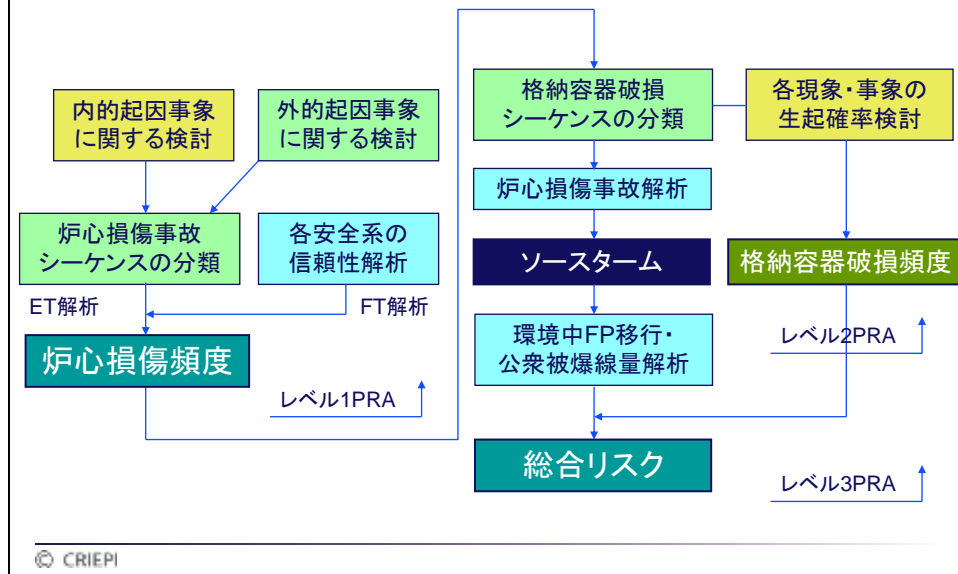 内的起因事象
に関する検討
外的起因事象
に関する検討
炉心損傷事故
シーケンスの分類
各安全系の
信頼性解析
ET解析
FT解析
炉心損傷頻度
レベル1PRA
格納容器破損
シーケンスの分類
各現象・事象の
生起確率検討
炉心損傷事故解析
ソースターム
格納容器破損頻度
環境中FP移行・
公衆被爆線量解析
レベル2PRA
総合リスク
レベル3PRA
© CRIEPI